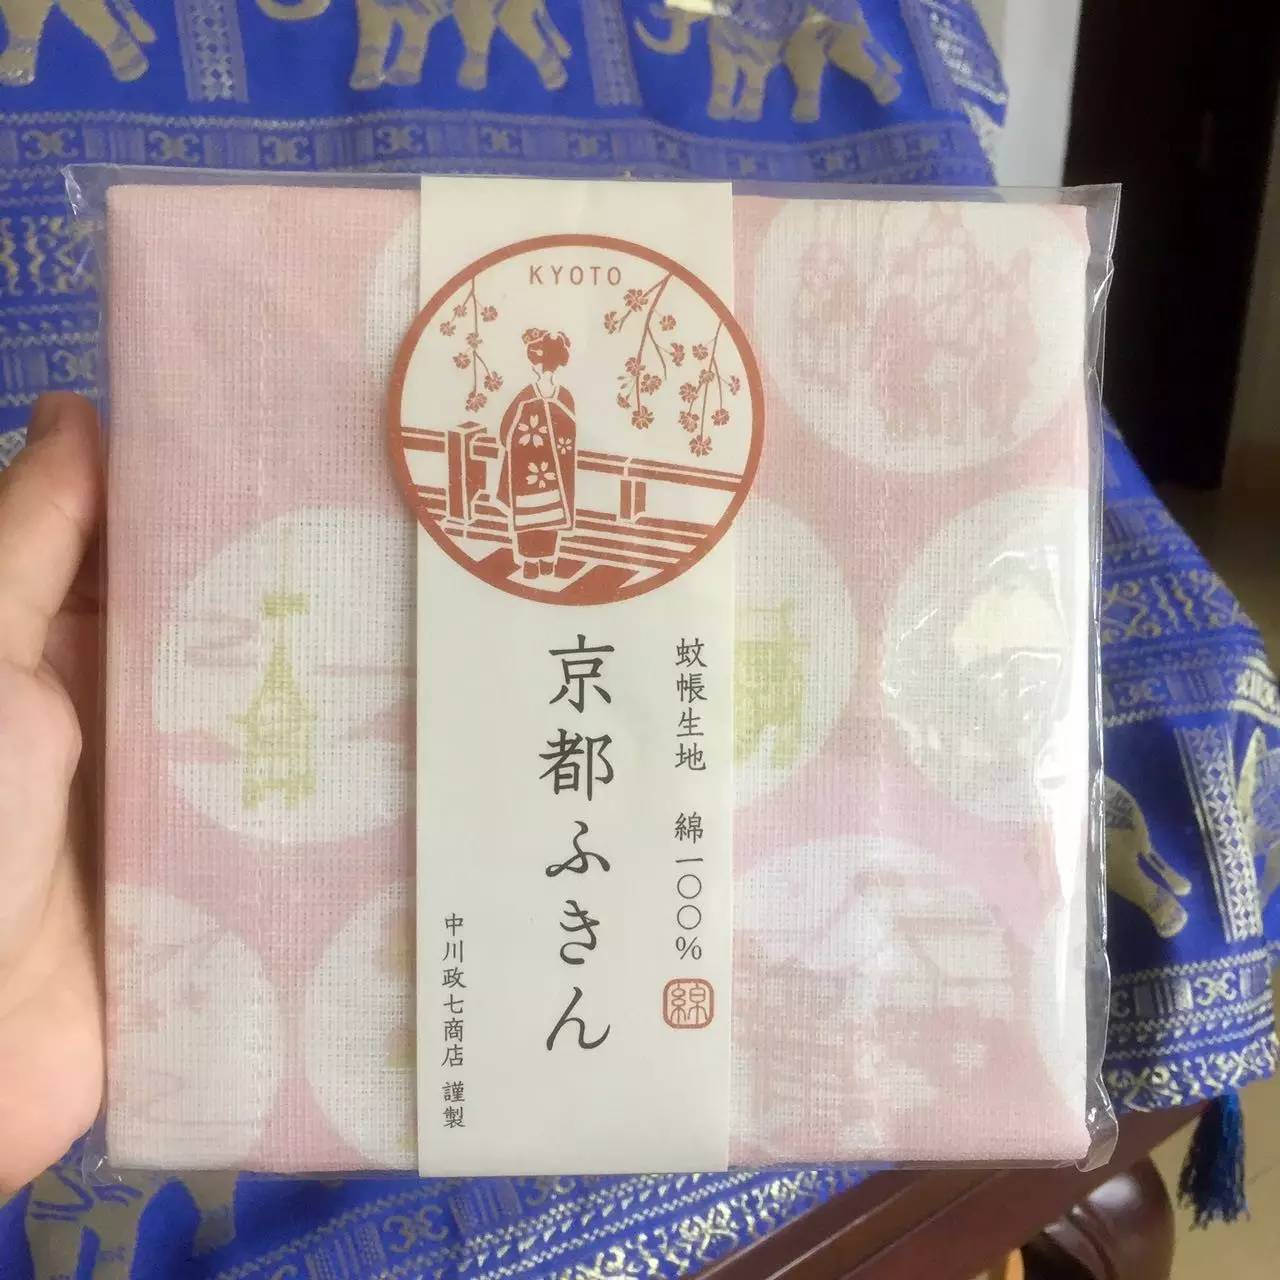 KYOTO
蚊帳生地 綿一〇〇%
綿
京都ふきん
中川政七商店 謹製